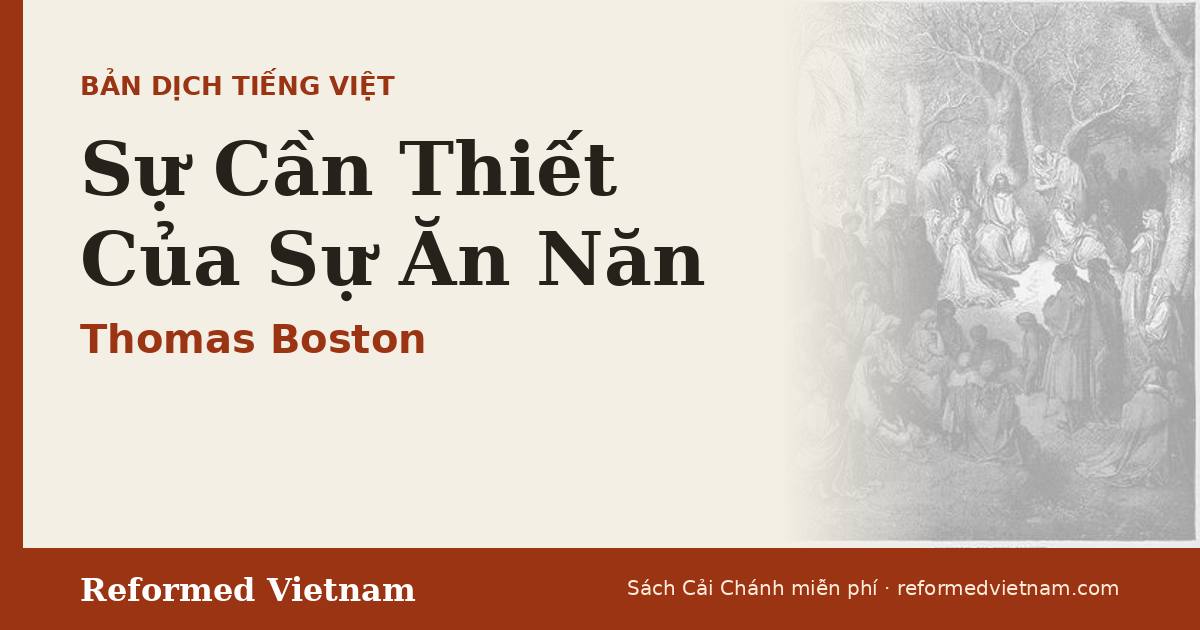 BẢN DỊCH TIẾNG VIỆT
Sự Cần Thiết
Của Sự Ăn Năn
Thomas Boston
Reformed Vietnam
Sách Cải Chánh miễn phí · reformedvietnam.com